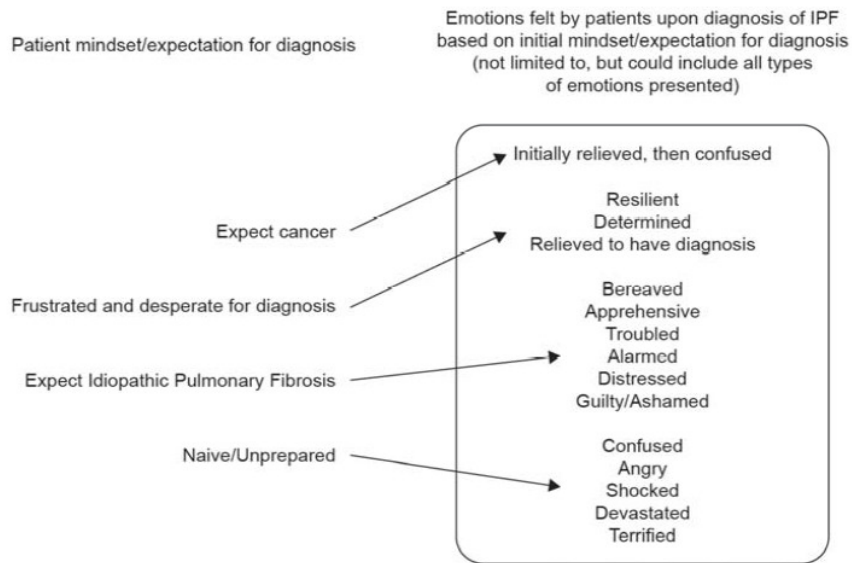 Patient mindset/expectation for diagnosis
Emotions felt by patients upon diagnosis of IPF
based on initial mindset/expectation for diagnosis
(not limited to, but could include all types
of emotions presented)
Expect cancer
Frustrated and desperate for diagnosis
Expect Idiopathic Pulmonary Fibrosis
Naive/Unprepared
Initially relieved, then confused
Resilient
Determined
Relieved to have diagnosis
Bereaved
Apprehensive
Troubled
Alarmed
Distressed
Guilty/Ashamed
Confused
Angry
Shocked
Devastated
Terrified